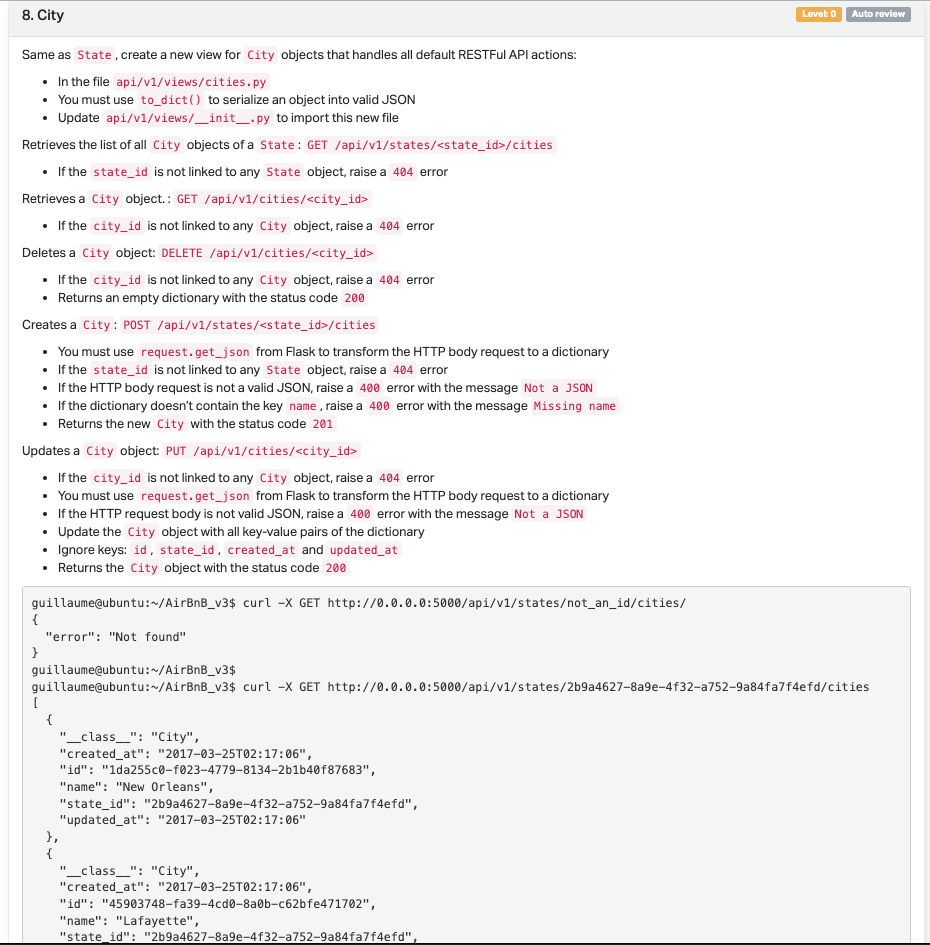 8. City
Level: 0
Auto review
Same as State, create a new view for City objects that handles all default RESTFul API actions:
• In the file api/v1/views/cities.py
• You must use to_dict() to serialize an object into valid JSON
• Update api/v1/views/__init__.py to import this new file
Retrieves the list of all City objects of a State: GET /api/v1/states/<state_id>/cities
• If the state_id is not linked to any State object, raise a 404 error
Retrieves a City object. : GET /api/v1/cities/<city_id>
• If the city_id is not linked to any City object, raise a 404 error
Deletes a City object: DELETE /api/v1/cities/<city_id>
• If the city_id is not linked to any City object, raise a 404 error
• Returns an empty dictionary with the status code 200
Creates a City: POST /api/v1/states/<state_id>/cities
• You must use request.get_json from Flask to transform the HTTP body request to a dictionary
• If the state_id is not linked to any State object, raise a 404 error
• If the HTTP body request is not a valid JSON, raise a 400 error with the message Not a JSON
• If the dictionary doesn't contain the key name, raise a 400 error with the message Missing name
• Returns the new City with the status code 201
Updates a City object: PUT /api/v1/cities/<city_id>
• If the city_id is not linked to any City object, raise a 404 error
• You must use request.get_json from Flask to transform the HTTP body request to a dictionary
• If the HTTP request body is not valid JSON, raise a 400 error with the message Not a JSON
• Update the City object with all key-value pairs of the dictionary
• Ignore keys: id, state_id, created_at and updated_at
• Returns the City object with the status code 200
guillaume@ubuntu:~/AirBnB_v3$ curl -X GET http://0.0.0.0:5000/api/v1/states/not_an_id/cities/
{
  "error": "Not found"
}
guillaume@ubuntu:~/AirBnB_v3$
guillaume@ubuntu:~/AirBnB_v3$ curl -X GET http://0.0.0.0:5000/api/v1/states/2b9a4627-8a9e-4f32-a752-9a84fa7f4efd/cities
[
  {
    "__class__": "City",
    "created_at": "2017-03-25T02:17:06",
    "id": "1da255c0-f023-4779-8134-2b1b40f87683",
    "name": "New Orleans",
    "state_id": "2b9a4627-8a9e-4f32-a752-9a84fa7f4efd",
    "updated_at": "2017-03-25T02:17:06"
  },
  {
    "__class__": "City",
    "created_at": "2017-03-25T02:17:06",
    "id": "45903748-fa39-4cd0-8a0b-c62bfe471702",
    "name": "Lafayette",
    "state_id": "2b9a4627-8a9e-4f32-a752-9a84fa7f4efd",